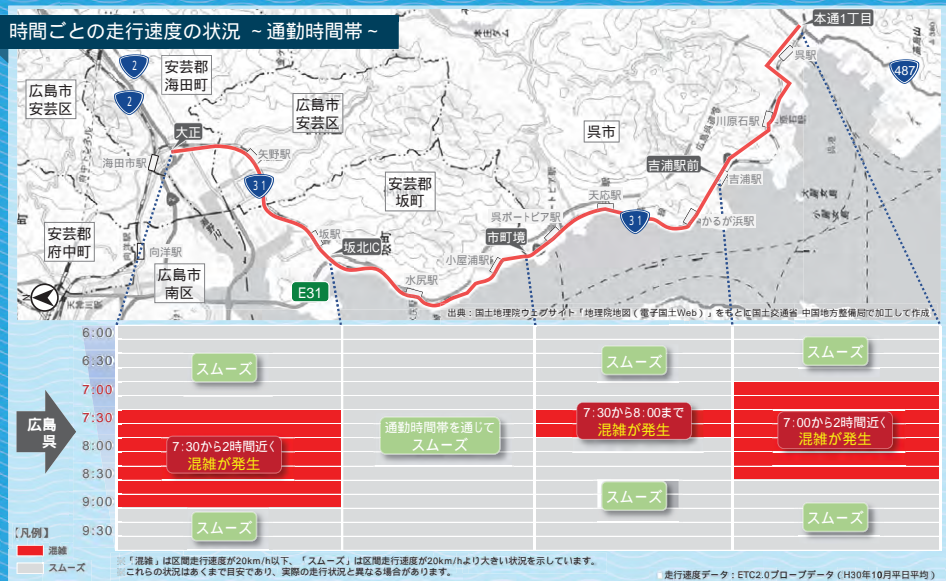 時間ごとの走行速度の状況 ~ 通勤時間帯 ~
本通1丁目
呉駅
487
2
安芸郡
海田町
広島市
安芸区
2
広島市
安芸区
呉市
川原石駅
大正
海田市駅
矢野駅
31
安芸郡
坂町
吉浦駅前
吉浦駅
天応駅
呉ポートピア駅
31
かるが浜駅
安芸郡
府中町
向洋駅
坂駅
坂北IC
市町境
小屋浦駅
広島市
南区
水尻駅
E31
天神川駅
出典：国土地理院ウェブサイト「地理院地図（電子国土Web）」をもとに国土交通省 中国地方整備局で加工して作成
6:00
6:30
7:00
7:30
8:00
8:30
9:00
9:30
広島
呉
スムーズ
7:30から2時間近く
混雑が発生
スムーズ
通勤時間帯を通じて
スムーズ
スムーズ
7:30から8:00まで
混雑が発生
スムーズ
スムーズ
7:00から2時間近く
混雑が発生
スムーズ
【凡例】
混雑
スムーズ
※「混雑」は区間走行速度が20km/h以下、「スムーズ」は区間走行速度が20km/hより大きい状況を示しています。
※これらの状況はあくまで目安であり、実際の走行状況と異なる場合があります。
走行速度データ：ETC2.0プローブデータ（H30年10月平日平均）